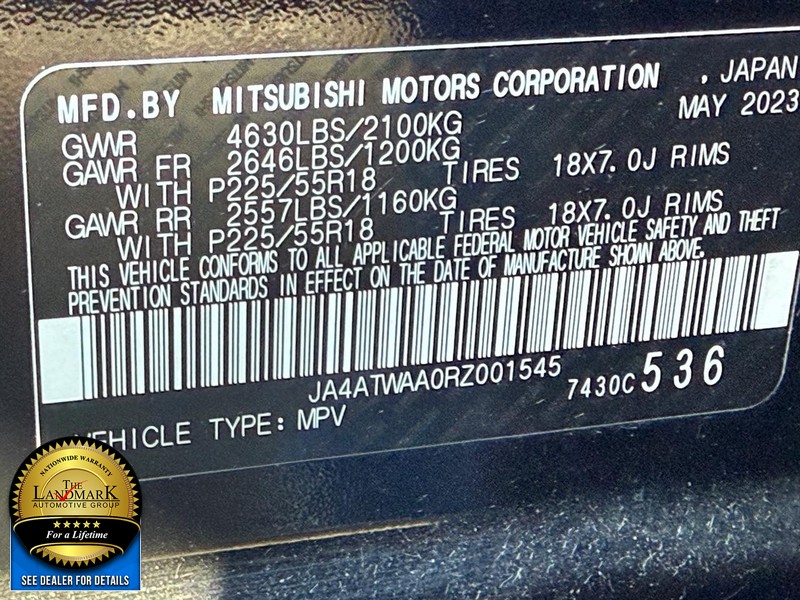 MFD.BY MITSUBISHI MOTORS CORPORATION , JAPAN
MAY 2023
GVWR 4630LBS/2100KG
GAWR FR 2646LBS/1200KG
WITH P225/55R18 TIRES 18X7.0J RIMS
GAWR RR 2557LBS/1160KG
WITH P225/55R18 TIRES 18X7.0J RIMS
THIS VEHICLE CONFORMS TO ALL APPLICABLE FEDERAL MOTOR VEHICLE SAFETY AND THEFT
PREVENTION STANDARDS IN EFFECT ON THE DATE OF MANUFACTURE SHOWN ABOVE.
JA4ATWAA0RZ001545
7430C 536
VEHICLE TYPE: MPV
NATIONWIDE WARRANTY
THE
LANDMARK
AUTOMOTIVE GROUP
For a Lifetime
SEE DEALER FOR DETAILS